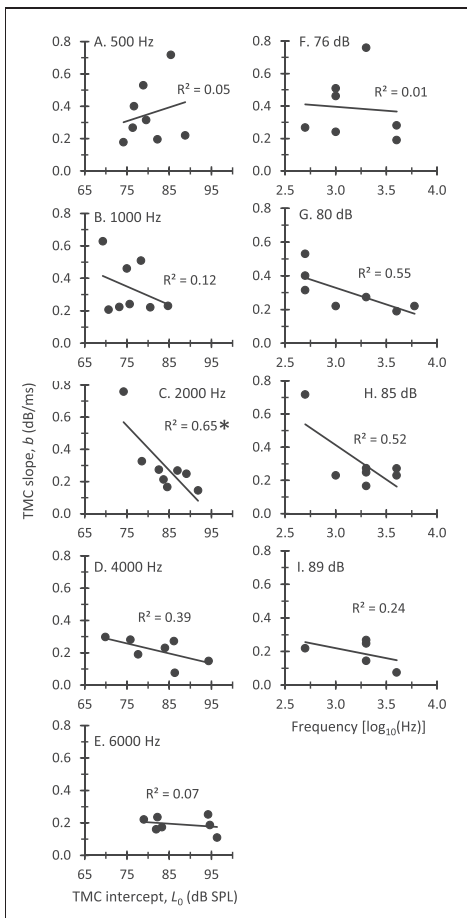 A. 500 Hz
R² = 0.05
0.8
0.6
0.4
0.2
0.0
65 75 85 95
B. 1000 Hz
R² = 0.12
0.8
0.6
0.4
0.2
0.0
65 75 85 95
C. 2000 Hz
R² = 0.65*
0.8
0.6
0.4
0.2
0.0
65 75 85 95
D. 4000 Hz
R² = 0.39
0.8
0.6
0.4
0.2
0.0
65 75 85 95
E. 6000 Hz
R² = 0.07
0.8
0.6
0.4
0.2
0.0
65 75 85 95
TMC intercept, L₀ (dB SPL)
TMC slope, b (dB/ms)
F. 76 dB
R² = 0.01
0.8
0.6
0.4
0.2
0.0
2.5 3.0 3.5 4.0
G. 80 dB
R² = 0.55
0.8
0.6
0.4
0.2
0.0
2.5 3.0 3.5 4.0
H. 85 dB
R² = 0.52
0.8
0.6
0.4
0.2
0.0
2.5 3.0 3.5 4.0
I. 89 dB
R² = 0.24
0.8
0.6
0.4
0.2
0.0
2.5 3.0 3.5 4.0
Frequency [log₁₀(Hz)]